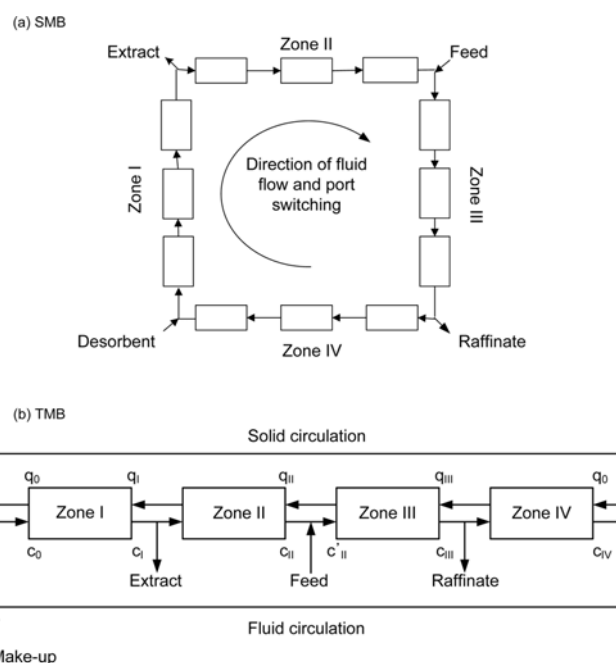 (a) SMB
Extract
Zone II
Feed
Zone I
Direction of fluid
flow and port
switching
Zone III
Desorbent
Zone IV
Raffinate
(b) TMB
Solid circulation
q₀ qI qII qIII q₀
Zone I Zone II Zone III Zone IV
c₀ cI cII c'II cIII cIV
Extract Feed Raffinate
Fluid circulation